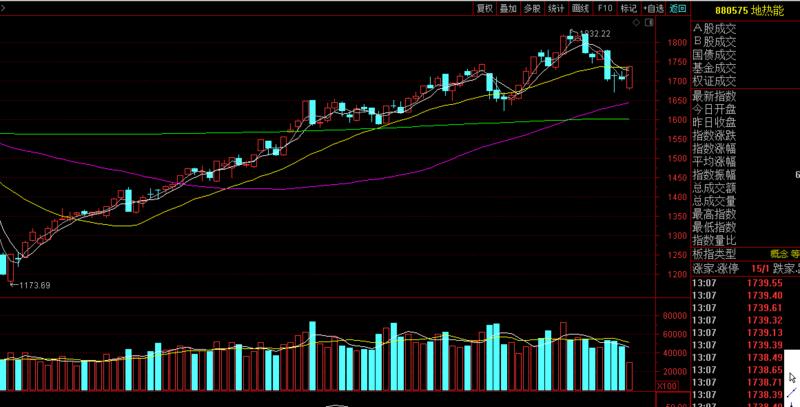 复权 叠加 多股 统计 画线 F10 标记 +自选 返回
880575 地热能
1832.22
1800
1750
1700
1650
1600
1550
1500
1450
1400
1350
1300
1250
1200
←1173.69
80000
60000
40000
20000
X100
A股成交
B股成交
国债成交
基金成交
权证成交
最新指数
今日开盘
昨日收盘
指数涨跌
指数涨幅
平均涨幅
指数振幅 6
总成交额
总成交量
最高指数
最低指数
指数量比
板指类型 概念 等
涨家.涨停 15/1 跌家.
13:07 1739.55
13:07 1739.40
13:07 1739.61
13:07 1739.32
13:07 1739.13
13:07 1739.39
13:07 1738.49
13:07 1738.65
13:07 1738.71
13:07 1738.39